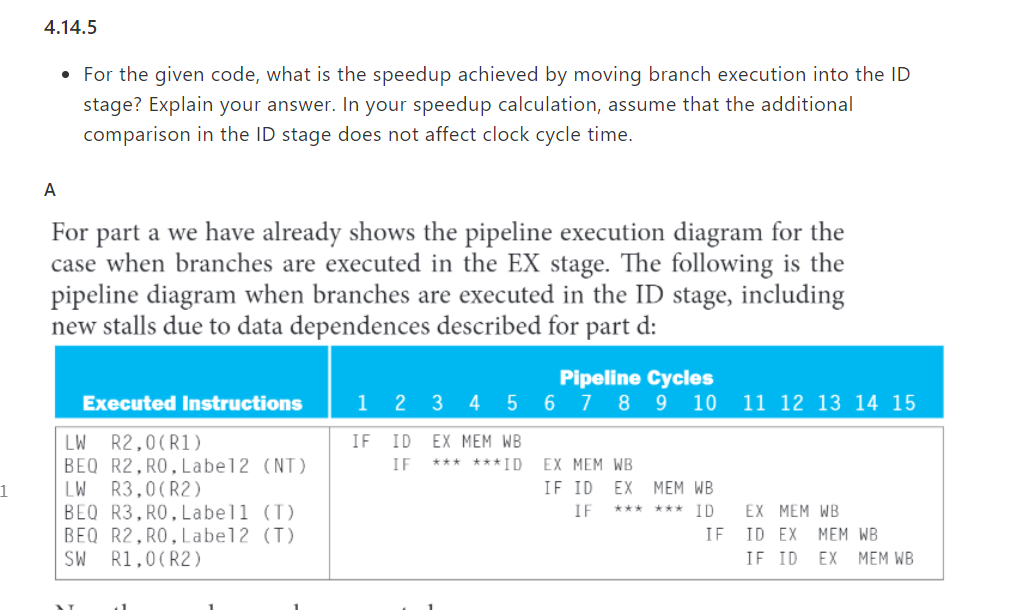 4.14.5
• For the given code, what is the speedup achieved by moving branch execution into the ID
stage? Explain your answer. In your speedup calculation, assume that the additional
comparison in the ID stage does not affect clock cycle time.
A
For part a we have already shows the pipeline execution diagram for the
case when branches are executed in the EX stage. The following is the
pipeline diagram when branches are executed in the ID stage, including
new stalls due to data dependences described for part d:
Pipeline Cycles
Executed Instructions 1 2 3 4 5 6 7 8 9 10 11 12 13 14 15
LW R2,0(R1) IF ID EX MEM WB
BEQ R2,R0,Label2 (NT) IF *** ***ID EX MEM WB
LW R3,0(R2) IF ID EX MEM WB
BEQ R3,R0,Label1 (T) IF *** *** ID EX MEM WB
BEQ R2,R0,Label2 (T) IF ID EX MEM WB
SW R1,0(R2) IF ID EX MEM WB
1